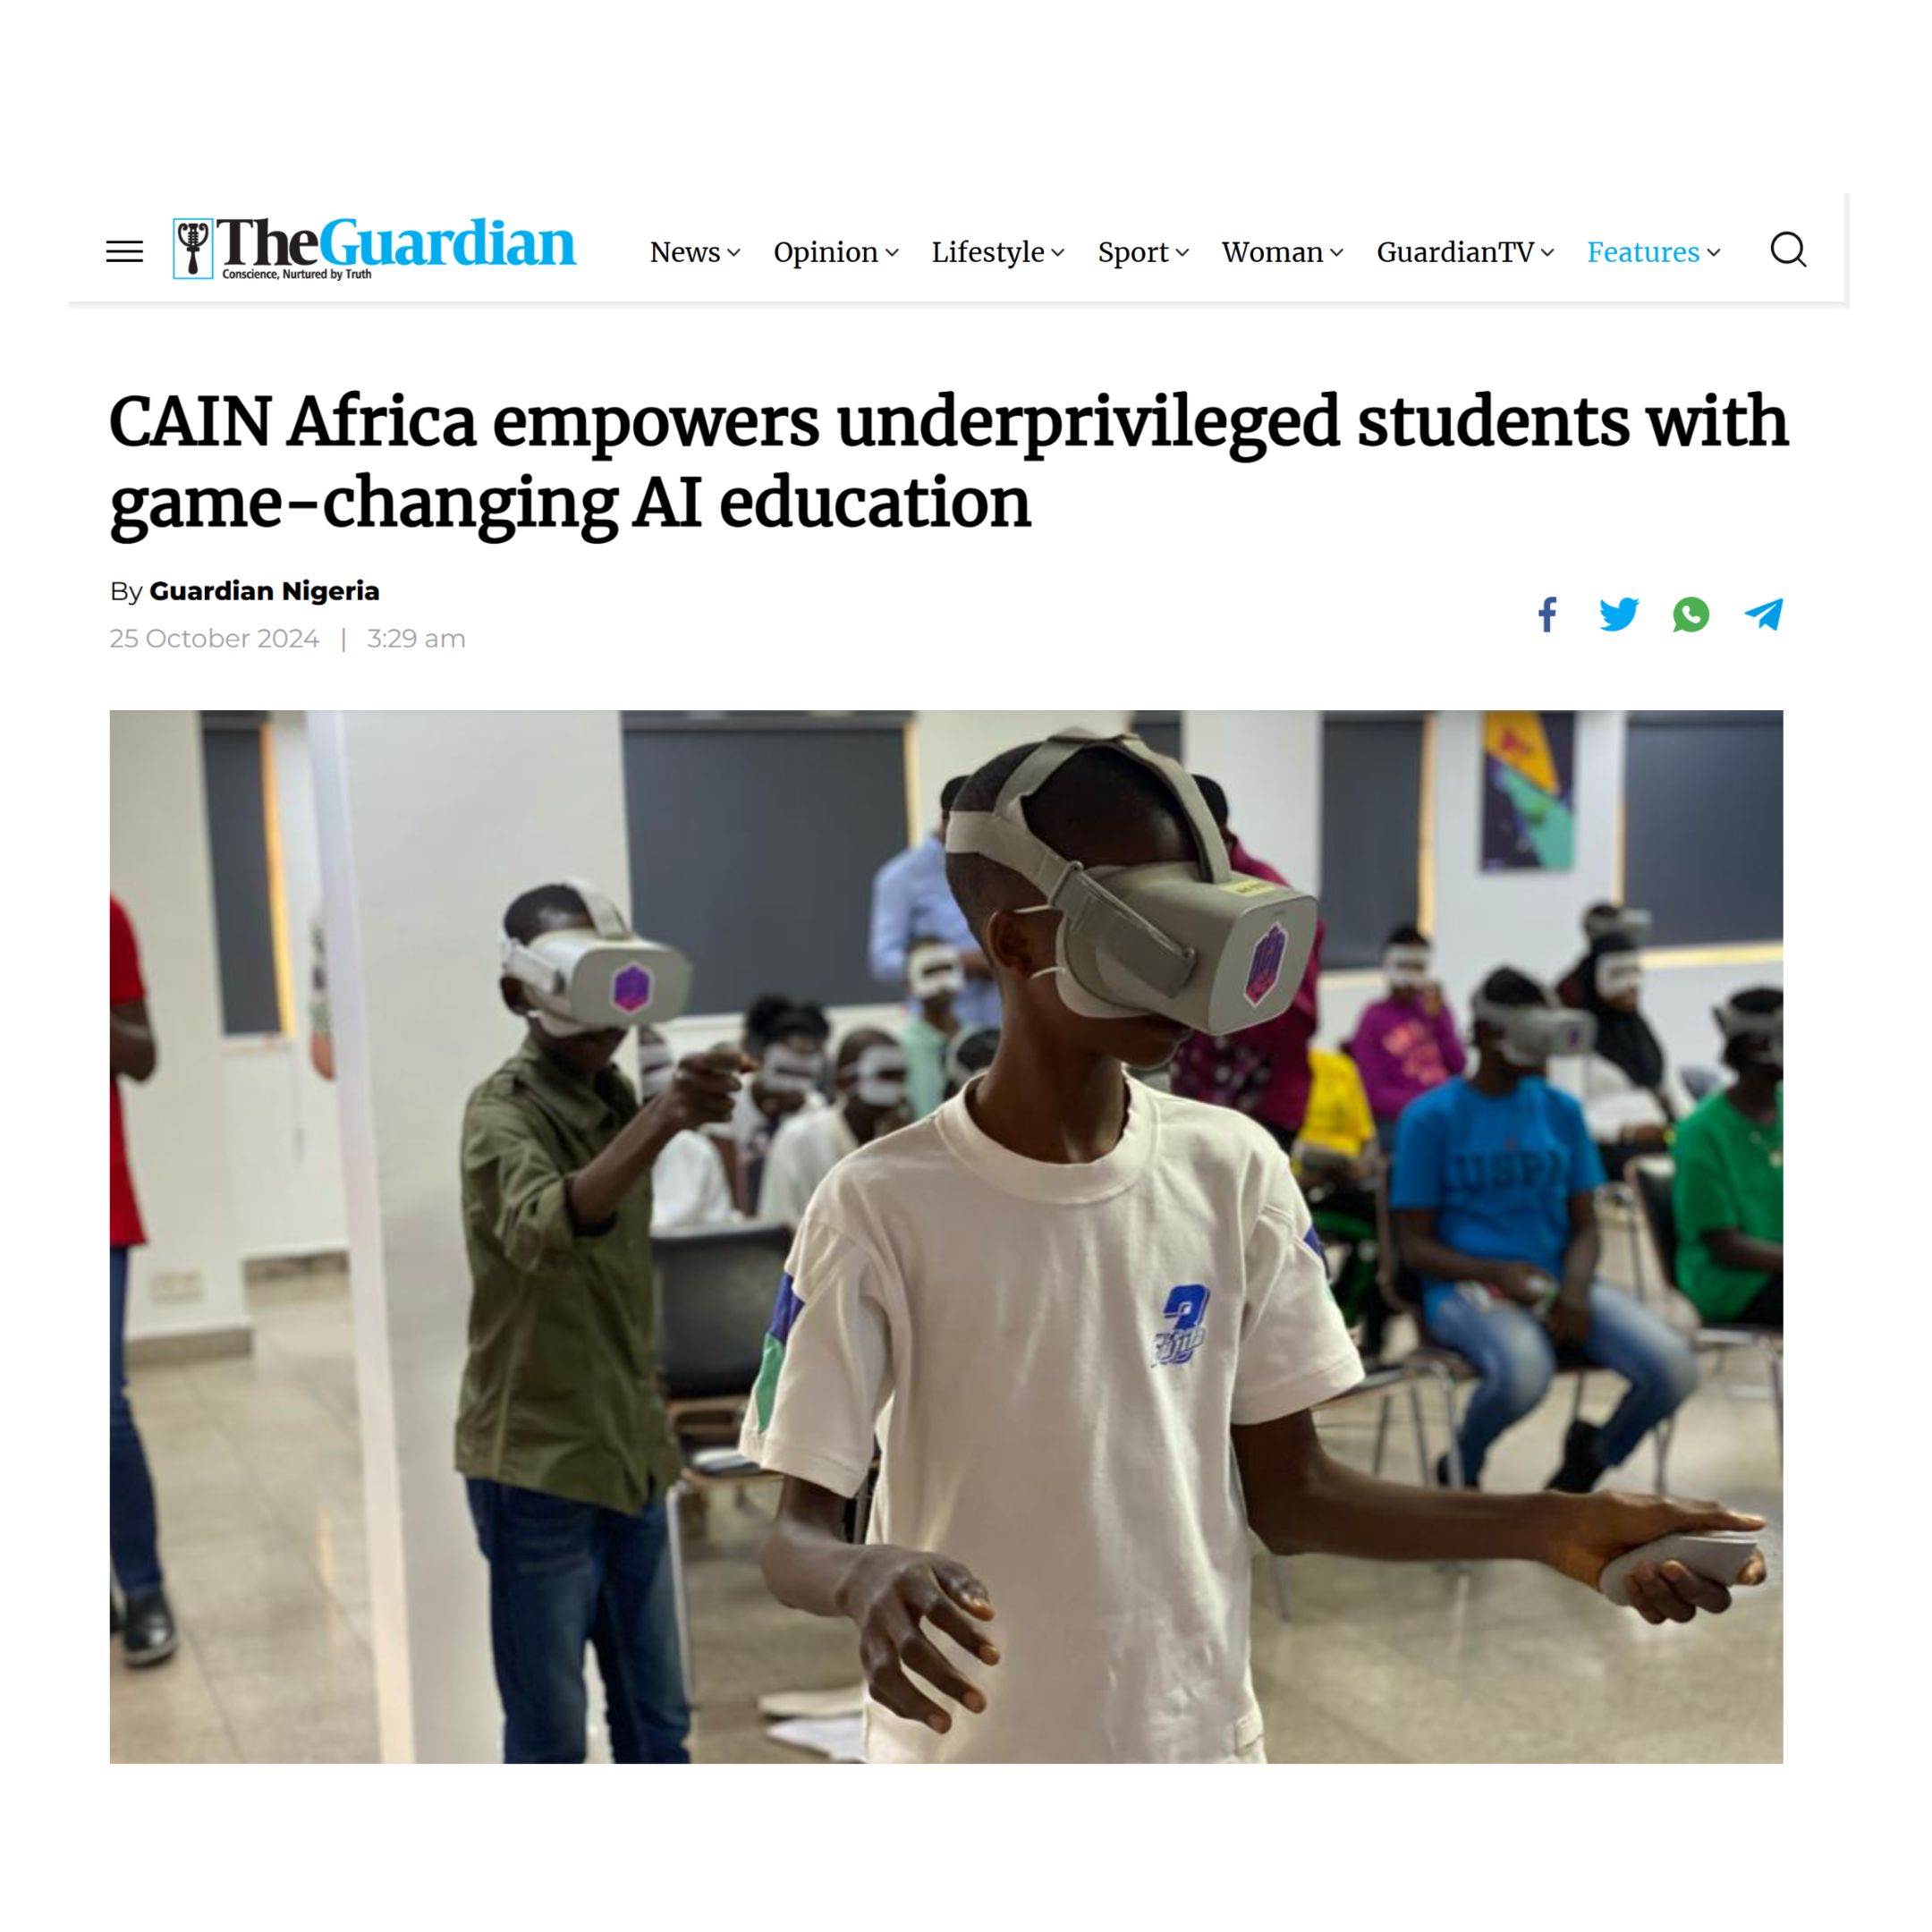 TheGuardian
Conscience, Nurtured by Truth
News Opinion Lifestyle Sport Woman GuardianTV Features
CAIN Africa empowers underprivileged students with
game-changing AI education
By Guardian Nigeria
25 October 2024 | 3:29 am